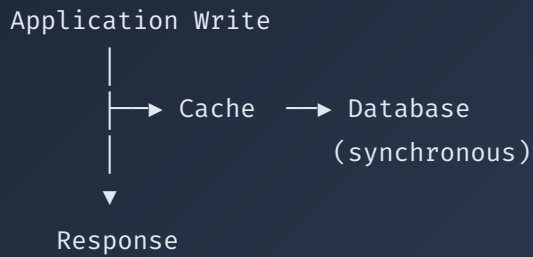 Application Write
Cache Database
(synchronous)
Response